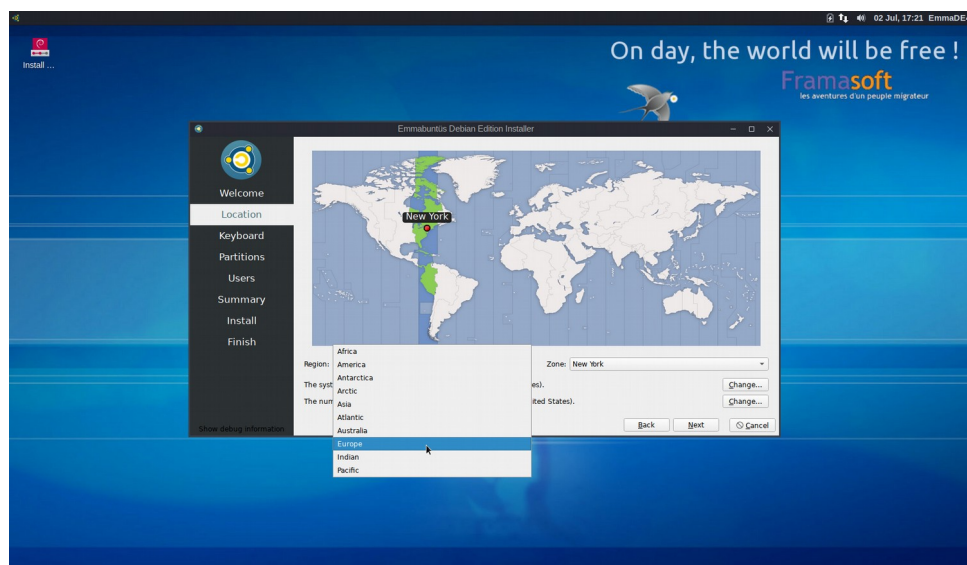 02 Jul, 17:21 EmmaDE
Install ...
On day, the world will be free !
Framasoft
les aventures d'un peuple migrateur
Emmabuntüs Debian Edition Installer
Welcome
Location
Keyboard
Partitions
Users
Summary
Install
Finish
Show debug information
New York
Region:
Africa
America
Antarctica
Arctic
Asia
Atlantic
Australia
Europe
Indian
Pacific
Zone: New York
The syst es). Change...
The num ited States). Change...
Back Next Cancel